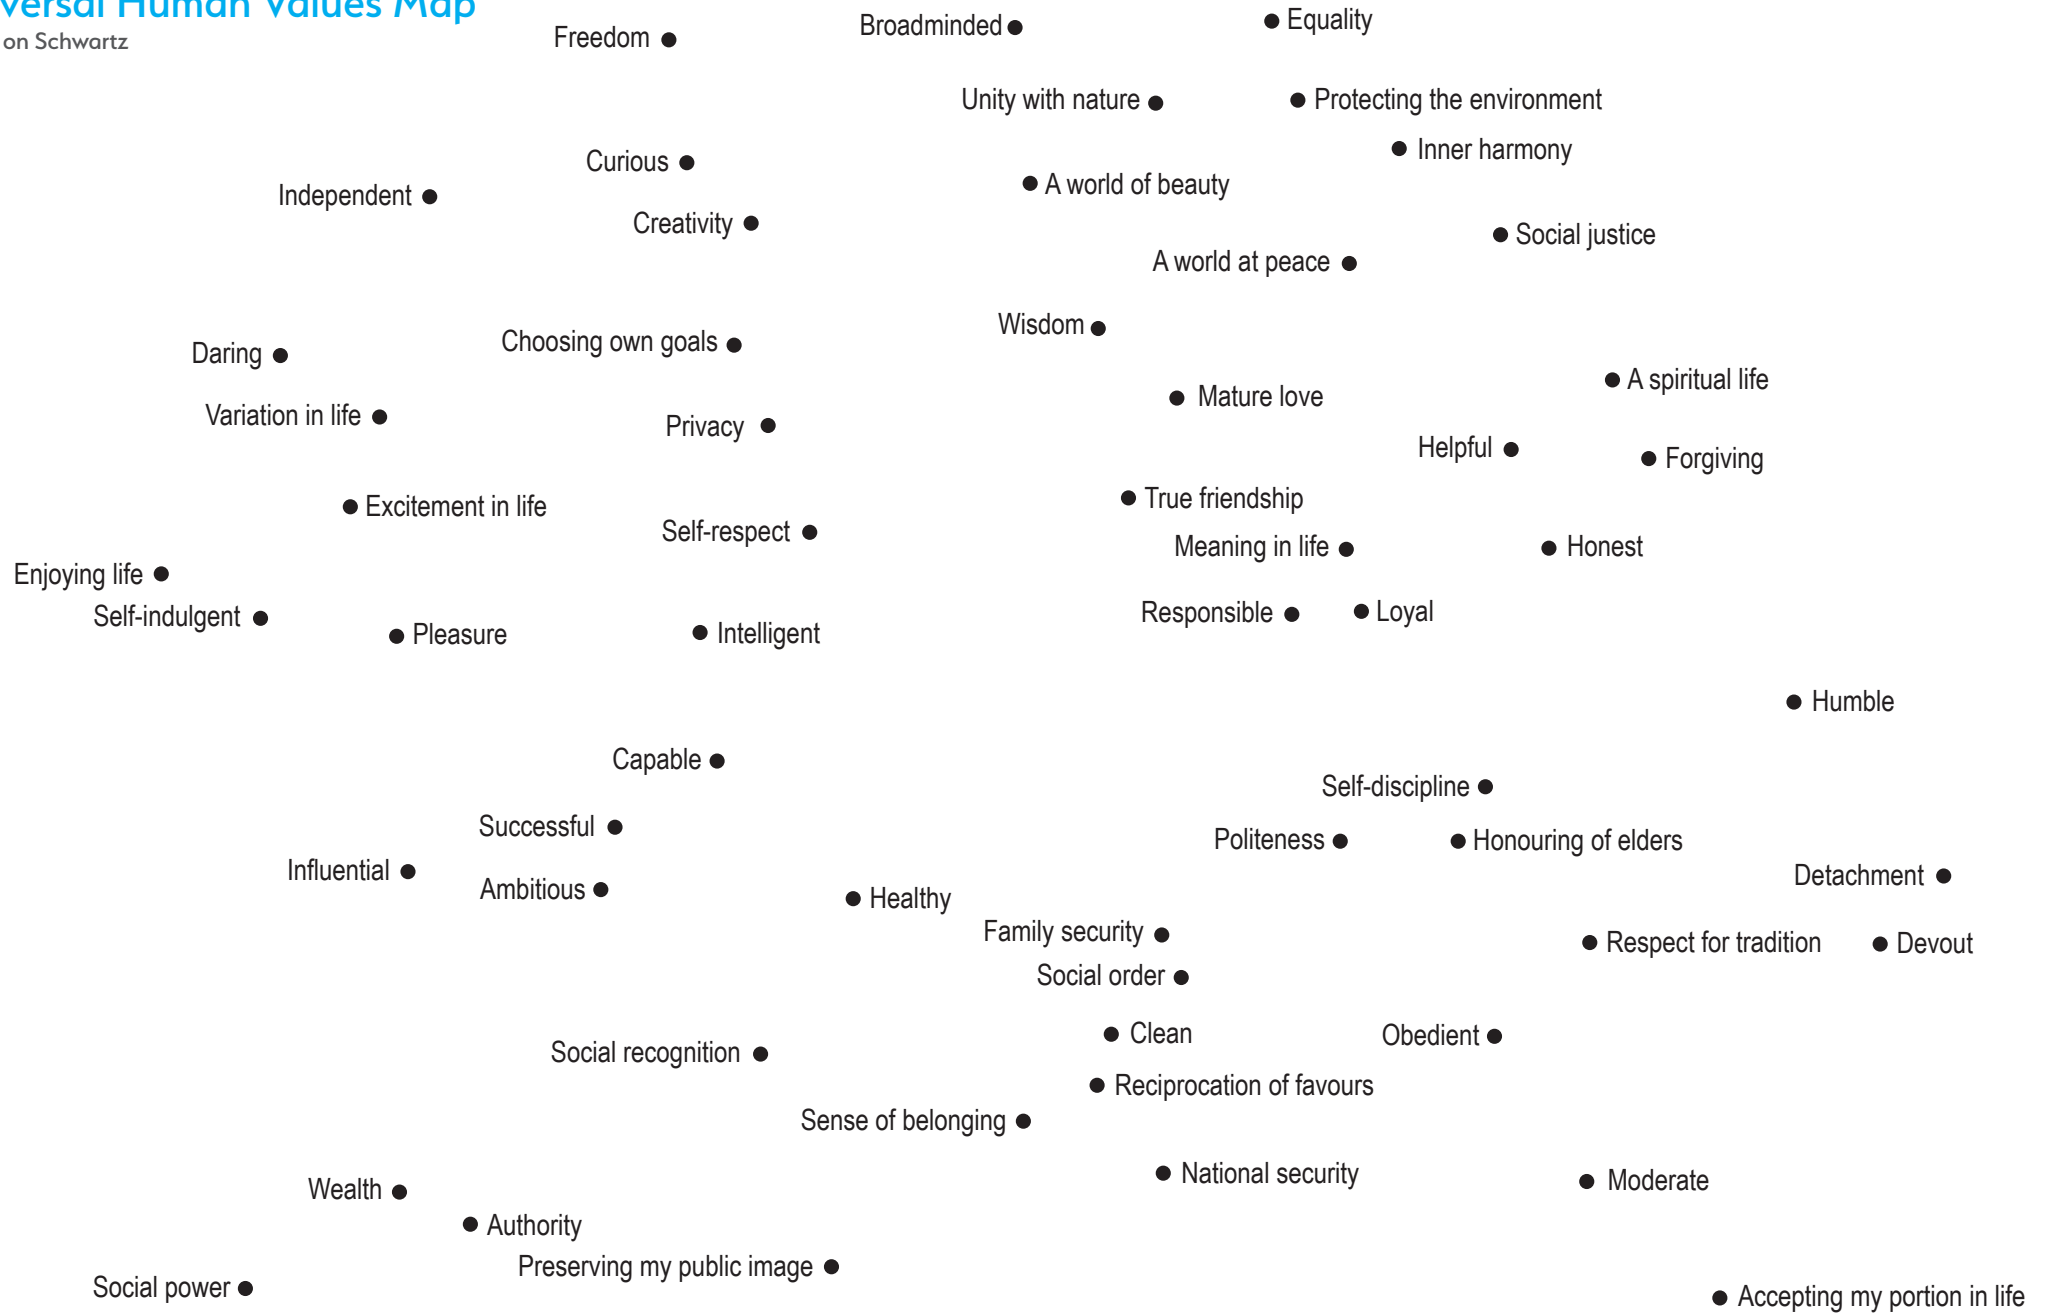 versal Human Values Map
on Schwartz
Freedom
Broadminded
Equality
Unity with nature
Protecting the environment
Inner harmony
Curious
A world of beauty
Independent
Creativity
Social justice
A world at peace
Wisdom
Choosing own goals
Daring
A spiritual life
Mature love
Variation in life
Privacy
Helpful
Forgiving
True friendship
Excitement in life
Self-respect
Meaning in life
Honest
Enjoying life
Self-indulgent
Responsible
Loyal
Pleasure
Intelligent
Humble
Capable
Self-discipline
Successful
Politeness
Honouring of elders
Influential
Detachment
Ambitious
Healthy
Family security
Respect for tradition
Devout
Social order
Clean
Obedient
Social recognition
Reciprocation of favours
Sense of belonging
National security
Moderate
Wealth
Authority
Preserving my public image
Social power
Accepting my portion in life